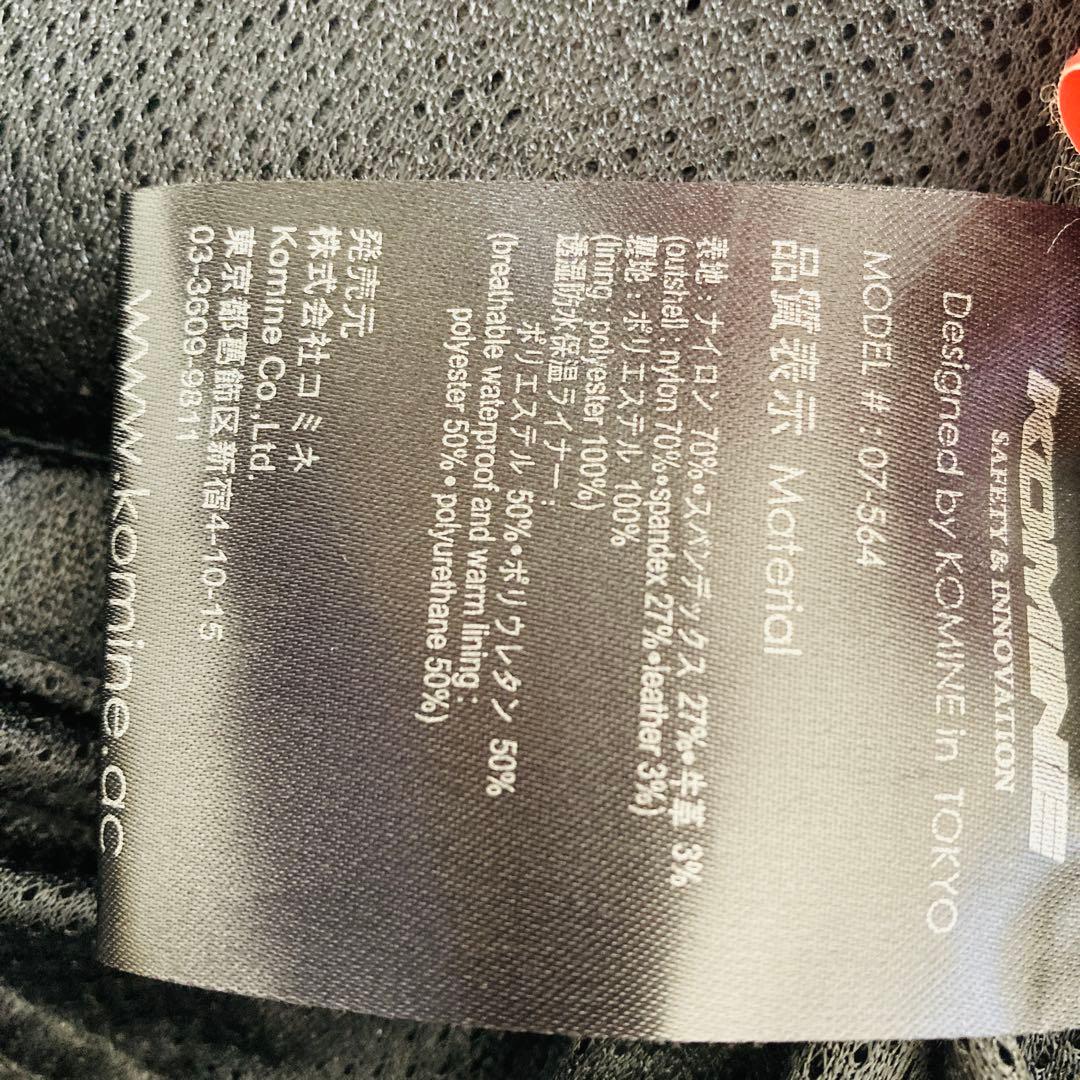 KOMINE
SAFETY & INNOVATION
Designed by KOMINE in TOKYO
MODEL # : 07-564
品質表示 Material
表地 : ナイロン 70%•スパンデックス 27%•牛革 3%
(outshell : nylon 70%•spandex 27%•leather 3%)
裏地 : ポリエステル 100%
(lining : polyester 100%)
透湿防水保温ライナー :
ポリエステル 50%•ポリウレタン 50%
(breathable waterproof and warm lining :
polyester 50% • polyurethane 50%)
発売元
株式会社コミネ
Komine Co.,Ltd.
東京都葛飾区新宿4-10-15
03-3609-9811
www.komine.ac